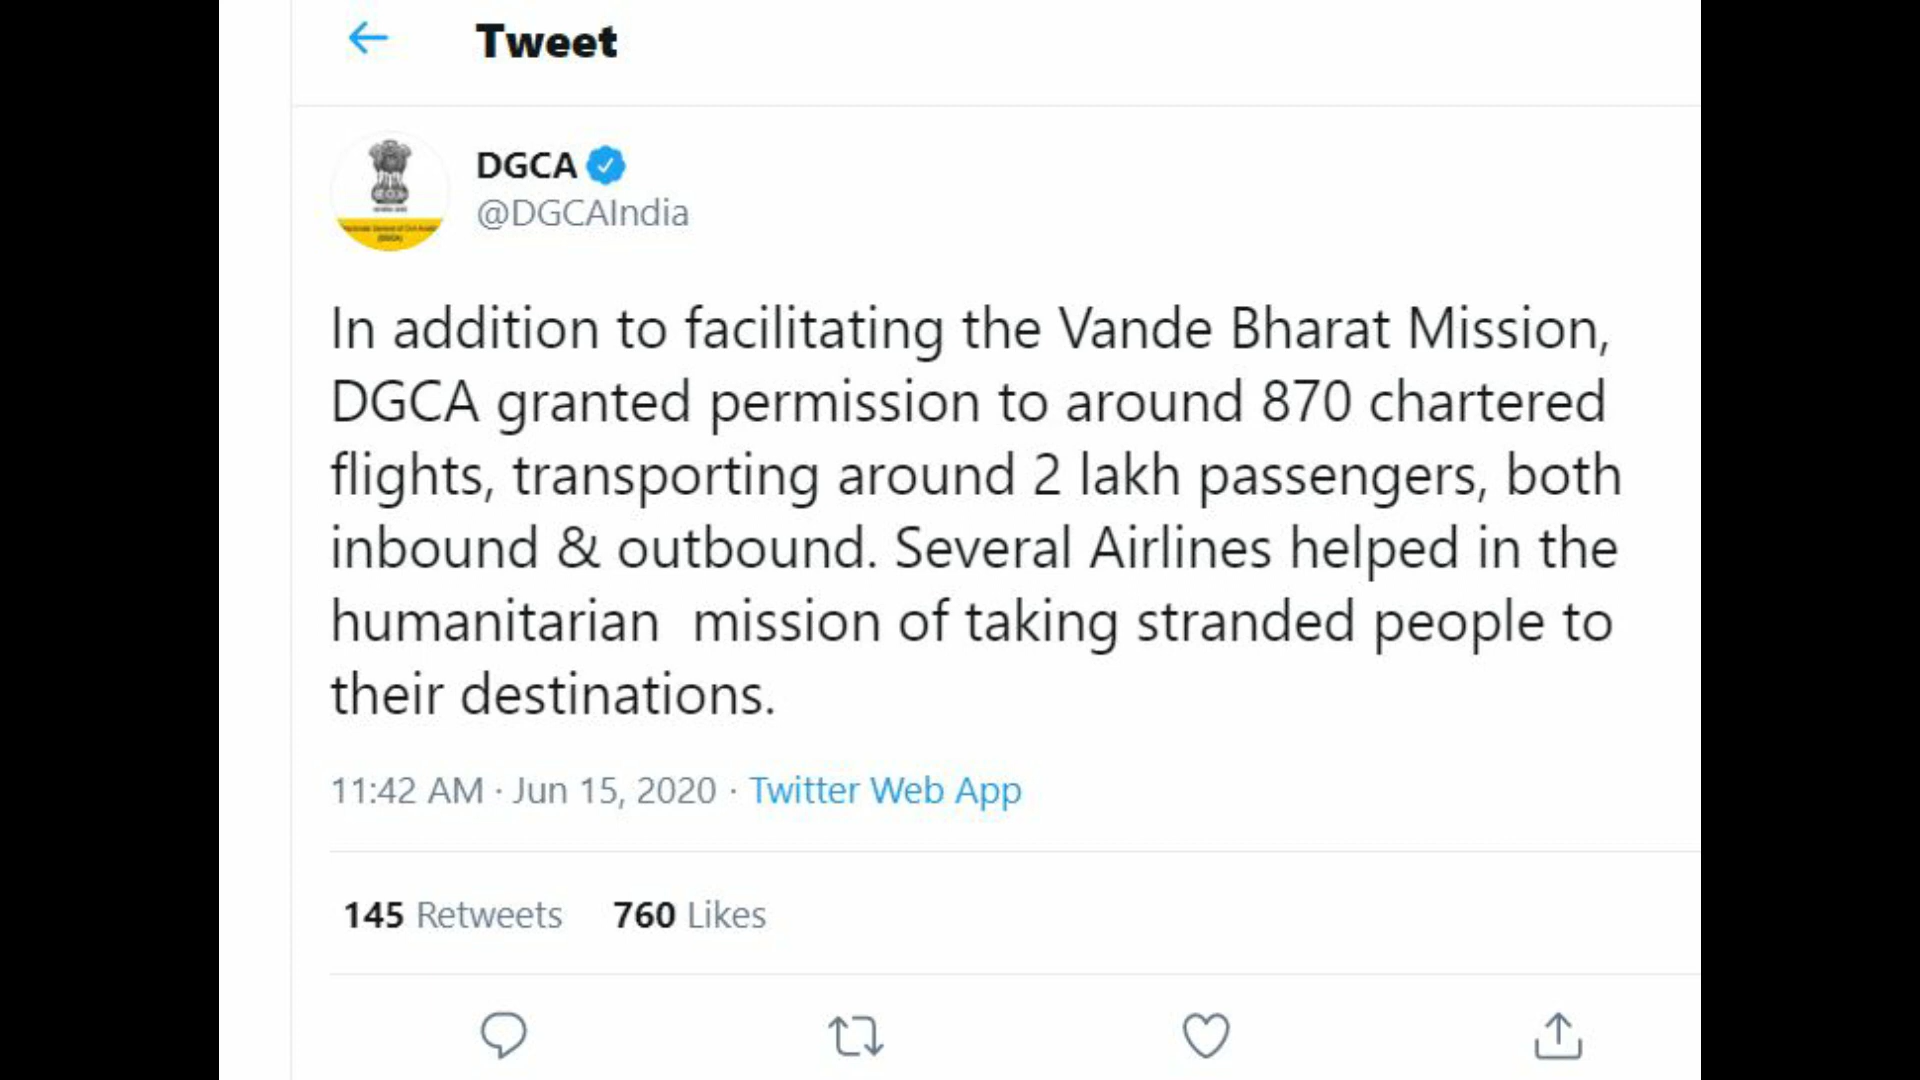 Tweet
DGCA
@DGCAIndia
In addition to facilitating the Vande Bharat Mission,
DGCA granted permission to around 870 chartered
flights, transporting around 2 lakh passengers, both
inbound & outbound. Several Airlines helped in the
humanitarian  mission of taking stranded people to
their destinations.
11:42 AM · Jun 15, 2020 · Twitter Web App
145 Retweets 760 Likes